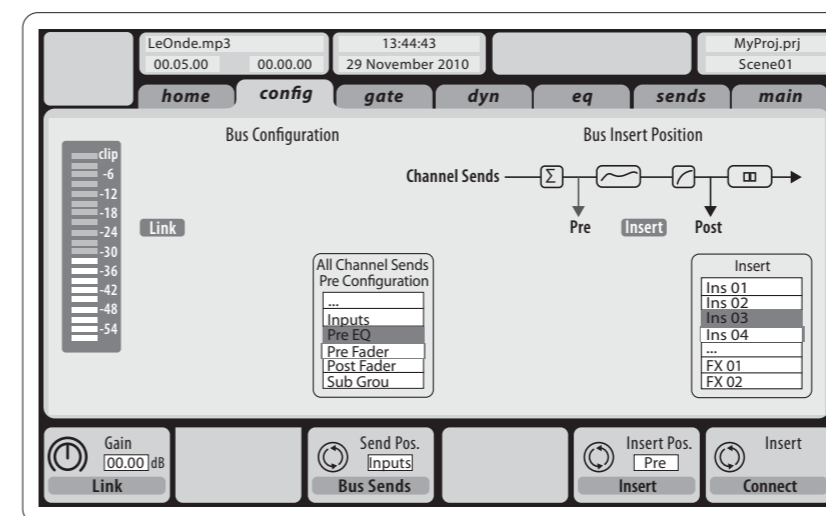 LeOnde.mp3
00.05.00 00.00.00
13:44:43
29 November 2010
MyProj.prj
Scene01
home config gate dyn eq sends main
Bus Configuration
Bus Insert Position
clip
-6
-12
-18
-24
-30
-36
-42
-48
-54
Link
Channel Sends
Σ
Pre Insert Post
All Channel Sends
Pre Configuration
...
Inputs
Pre EQ
Pre Fader
Post Fader
Sub Grou
Insert
Ins 01
Ins 02
Ins 03
Ins 04
...
FX 01
FX 02
Gain
00.00 dB
Link
Send Pos.
Inputs
Bus Sends
Insert Pos.
Pre
Insert
Insert
Connect